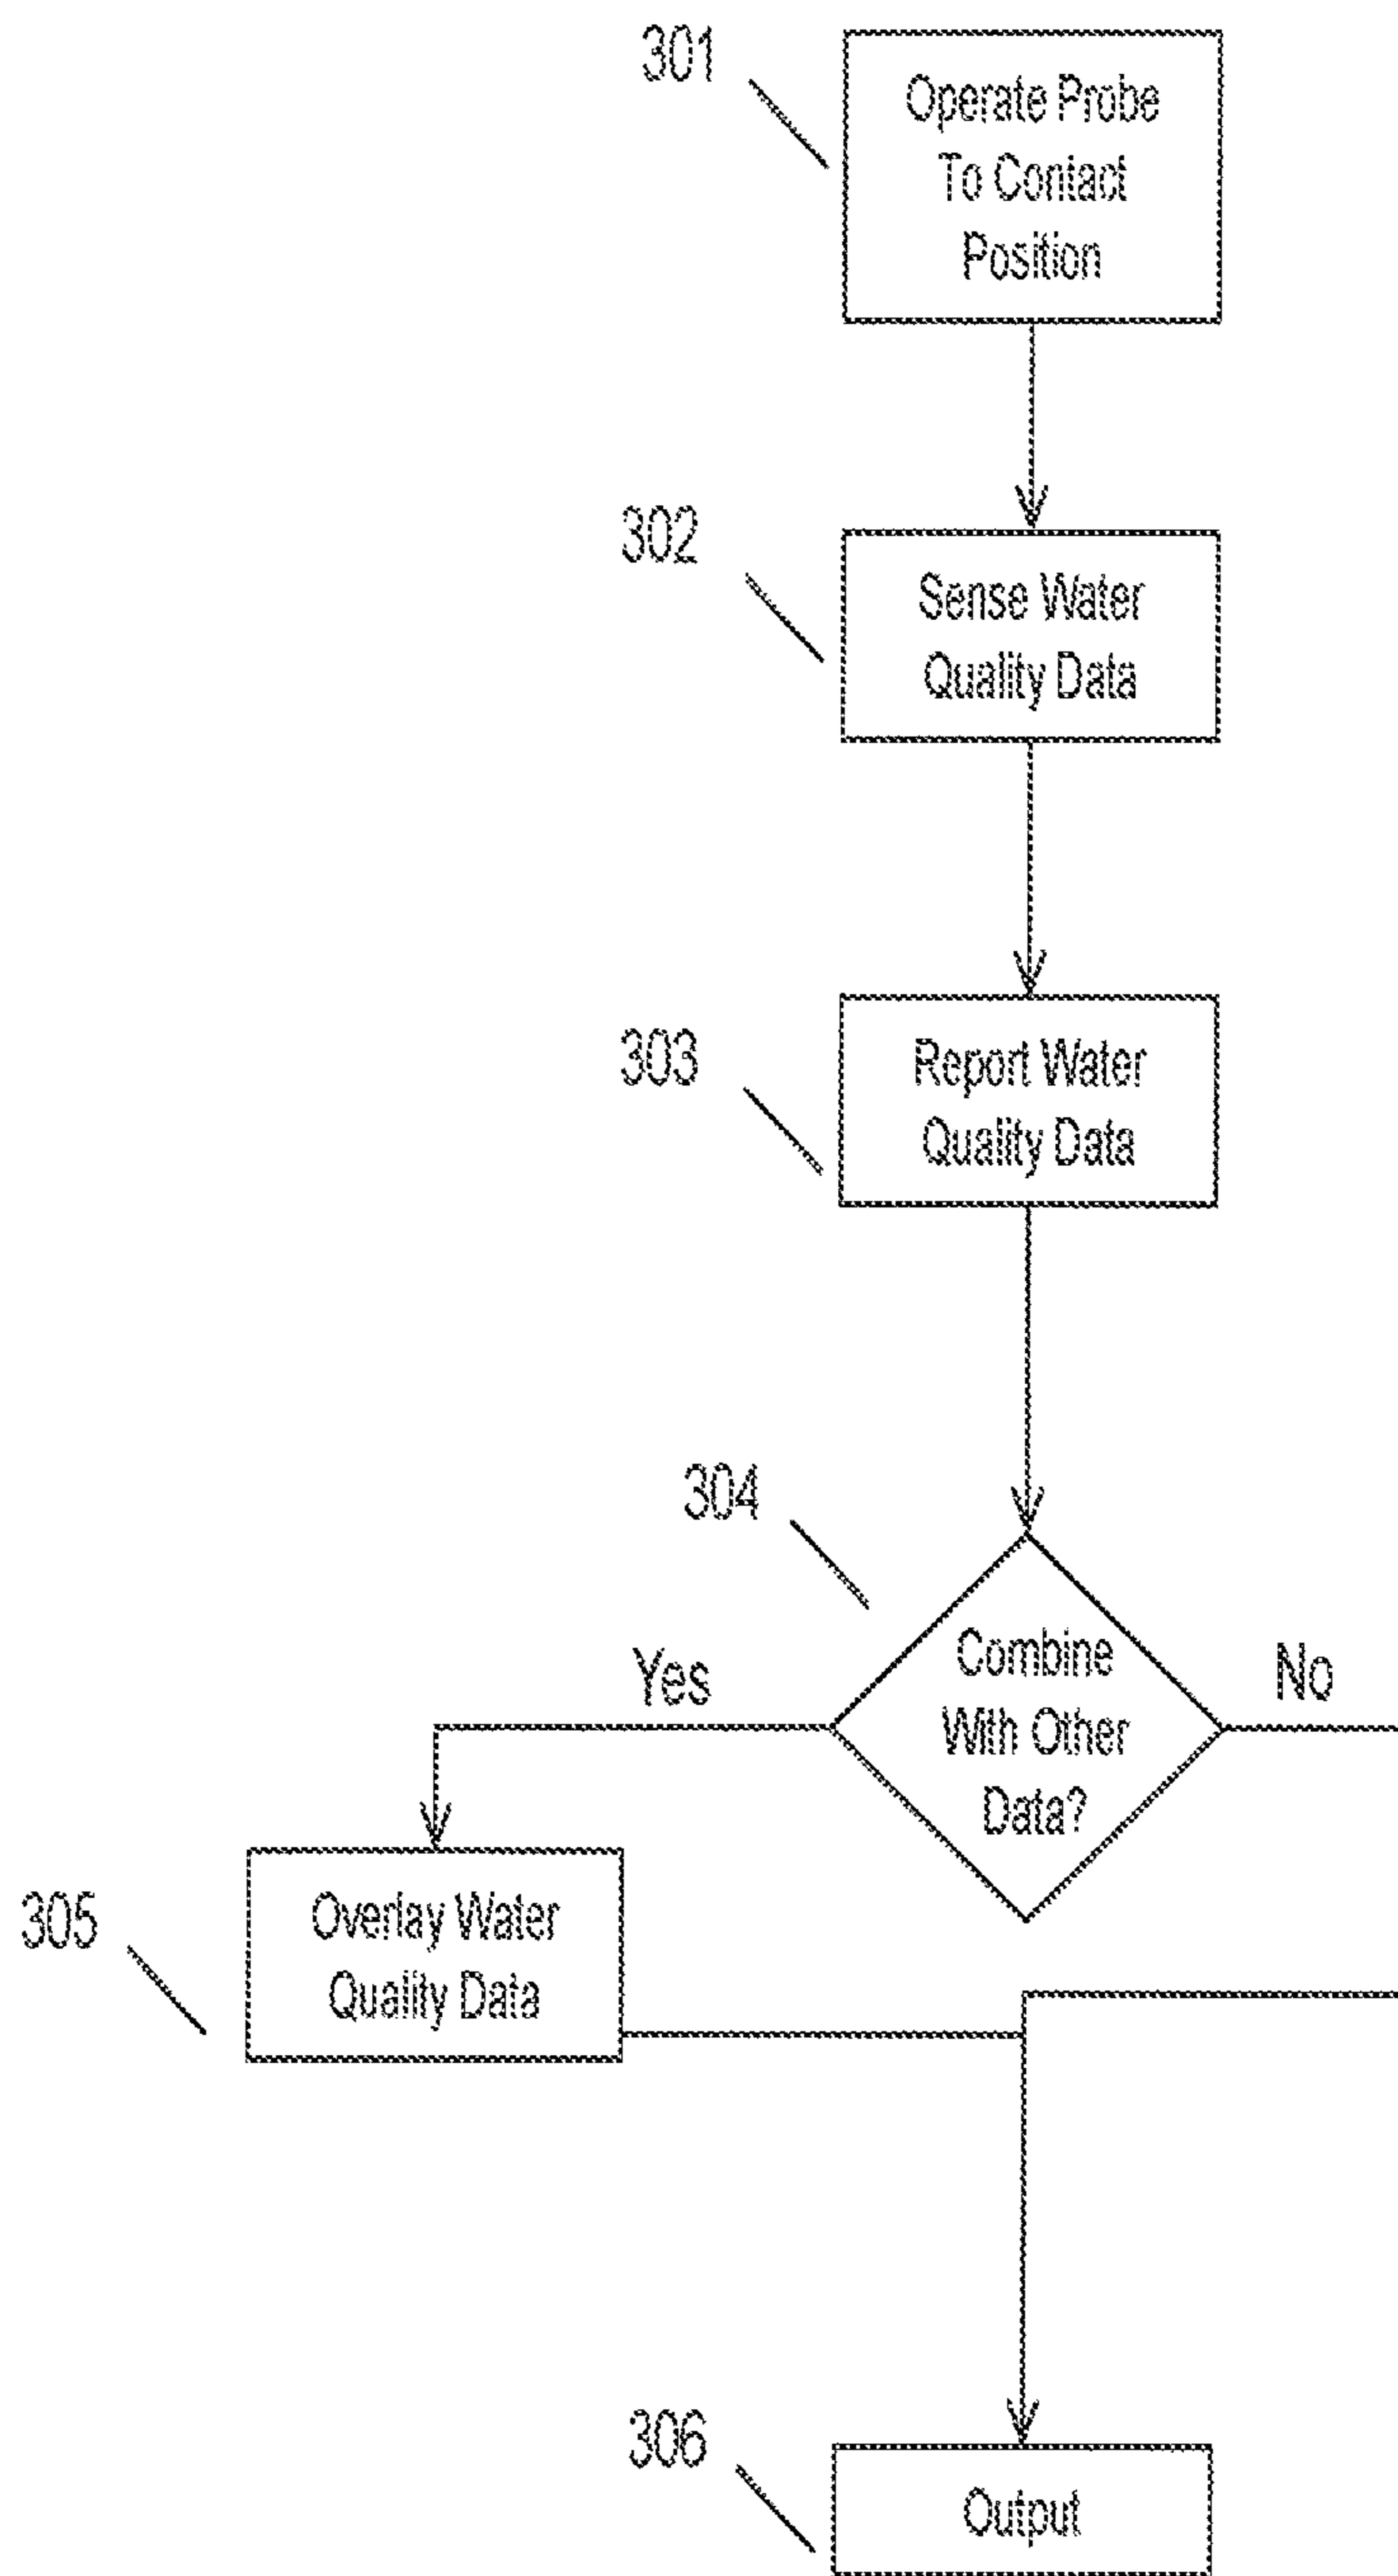 301
Operate Probe
To Contact
Position
302
Sense Water
Quality Data
303
Report Water
Quality Data
304
Combine
With Other
Data?
Yes
No
305
Overlay Water
Quality Data
306
Output